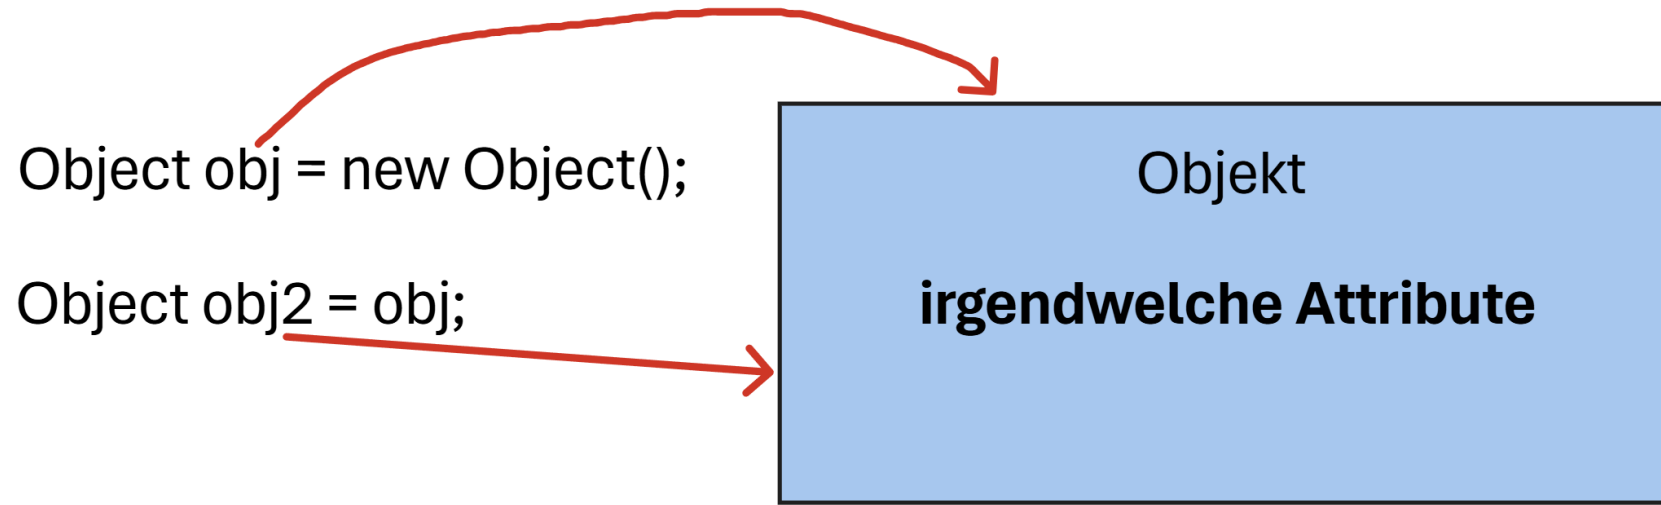 Object obj = new Object();
Object obj2 = obj;
Objekt
irgendwelche Attribute